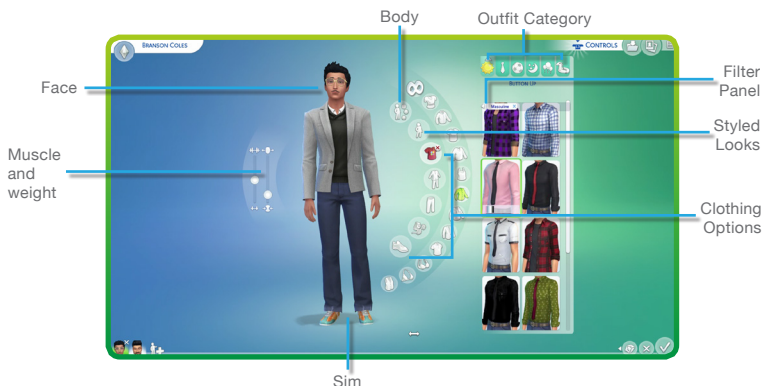 Body
Outfit Category
BRANSON COLES
CONTROLS
Face
Filter
Panel
BUTTON UP
Masculine
Styled
Looks
Muscle
and
weight
Clothing
Options
Sim